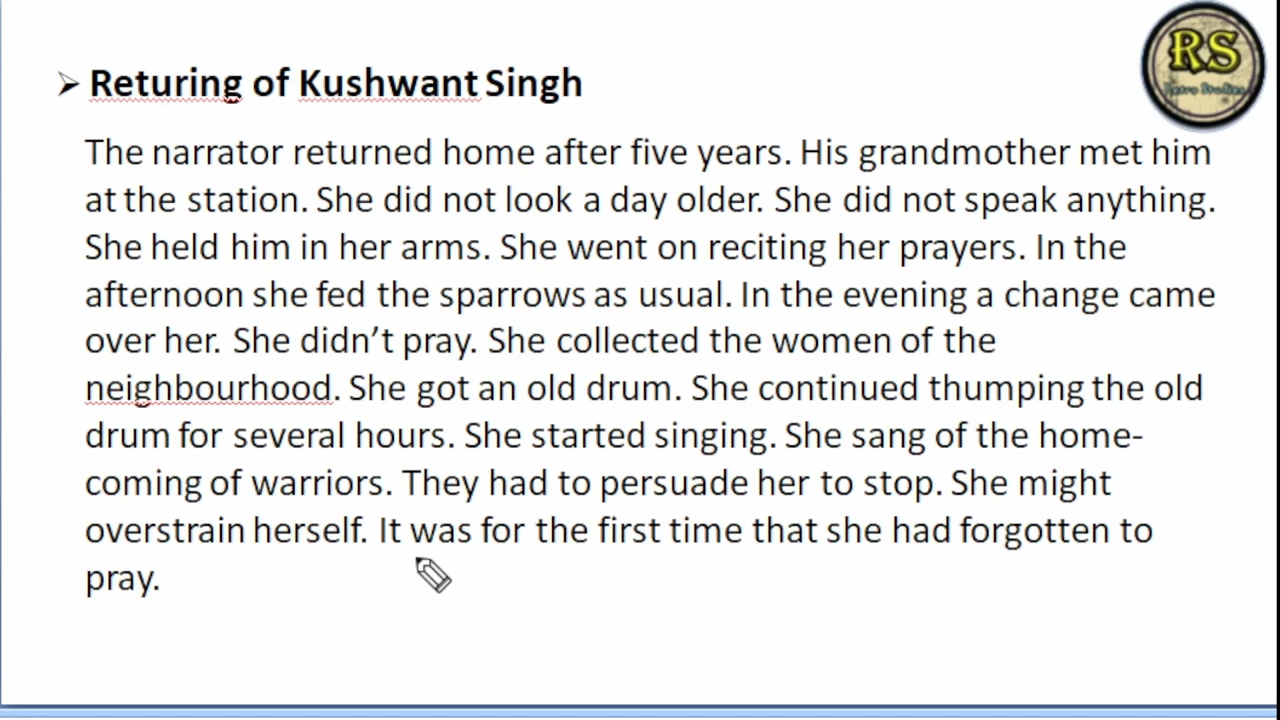 RS
Retro Studies
➢ Returing of Kushwant Singh
The narrator returned home after five years. His grandmother met him
at the station. She did not look a day older. She did not speak anything.
She held him in her arms. She went on reciting her prayers. In the
afternoon she fed the sparrows as usual. In the evening a change came
over her. She didn’t pray. She collected the women of the
neighbourhood. She got an old drum. She continued thumping the old
drum for several hours. She started singing. She sang of the home-
coming of warriors. They had to persuade her to stop. She might
overstrain herself. It was for the first time that she had forgotten to
pray.